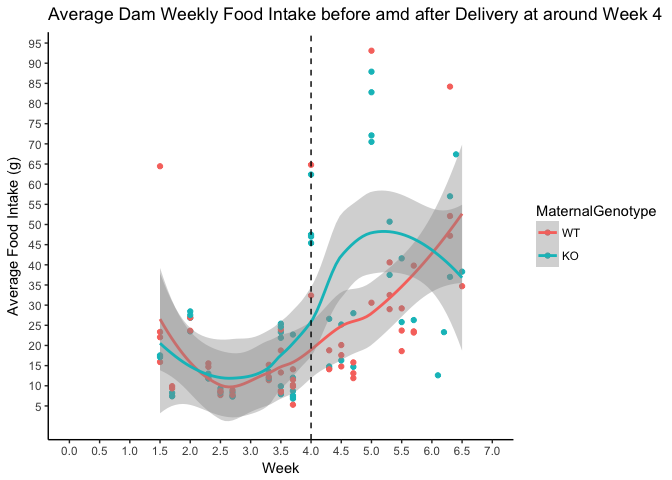 Average Dam Weekly Food Intake before amd after Delivery at around Week 4
95
90
85
80
75
70
65
60
55
50
45
40
35
30
25
20
15
10
5
Average Food Intake (g)
0.0 0.5 1.0 1.5 2.0 2.5 3.0 3.5 4.0 4.5 5.0 5.5 6.0 6.5 7.0
Week
MaternalGenotype
WT
KO